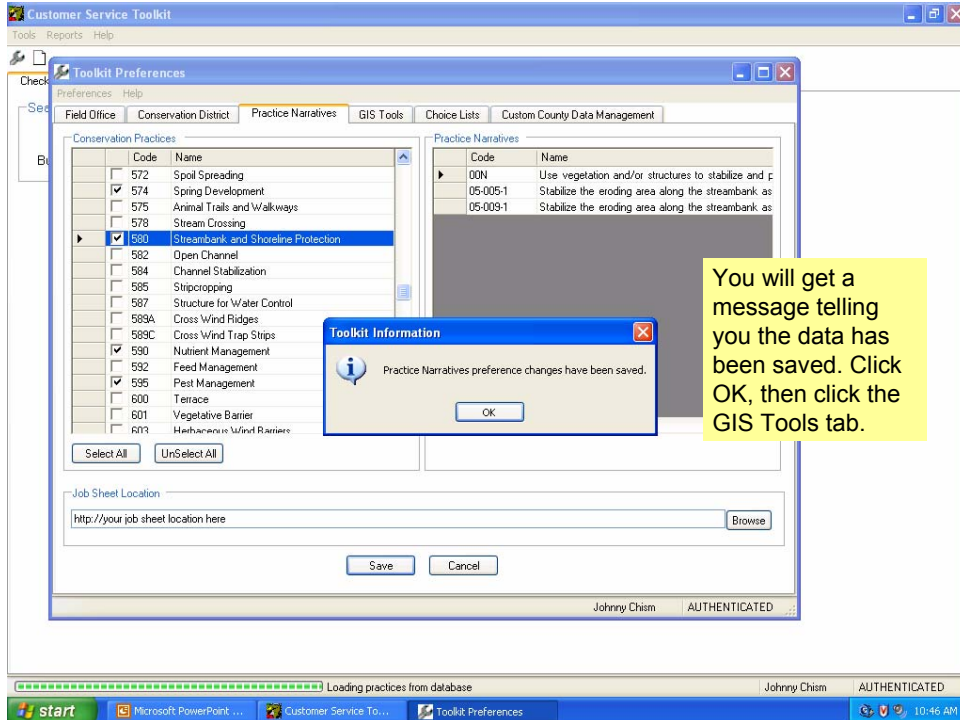 Customer Service Toolkit
Tools Reports Help
Check
Toolkit Preferences
Preferences Help
Field Office Conservation District Practice Narratives GIS Tools Choice Lists Custom County Data Management
Conservation Practices
Code Name
572 Spoil Spreading
574 Spring Development
575 Animal Trails and Walkways
578 Stream Crossing
580 Streambank and Shoreline Protection
582 Open Channel
584 Channel Stabilization
585 Stripcropping
587 Structure for Water Control
589A Cross Wind Ridges
589C Cross Wind Trap Strips
590 Nutrient Management
592 Feed Management
595 Pest Management
600 Terrace
601 Vegetative Barrier
603 Herbaceous Wind Barriers
Select All UnSelect All
Practice Narratives
Code Name
00N Use vegetation and/or structures to stabilize and p
05-005-1 Stabilize the eroding area along the streambank as
05-009-1 Stabilize the eroding area along the streambank as
Toolkit Information
Practice Narratives preference changes have been saved.
OK
You will get a
message telling
you the data has
been saved. Click
OK, then click the
GIS Tools tab.
Job Sheet Location
http://your job sheet location here
Browse
Save Cancel
Johnny Chism AUTHENTICATED
Loading practices from database
Johnny Chism AUTHENTICATED
start Microsoft PowerPoint ... Customer Service To... Toolkit Preferences 10:46 AM